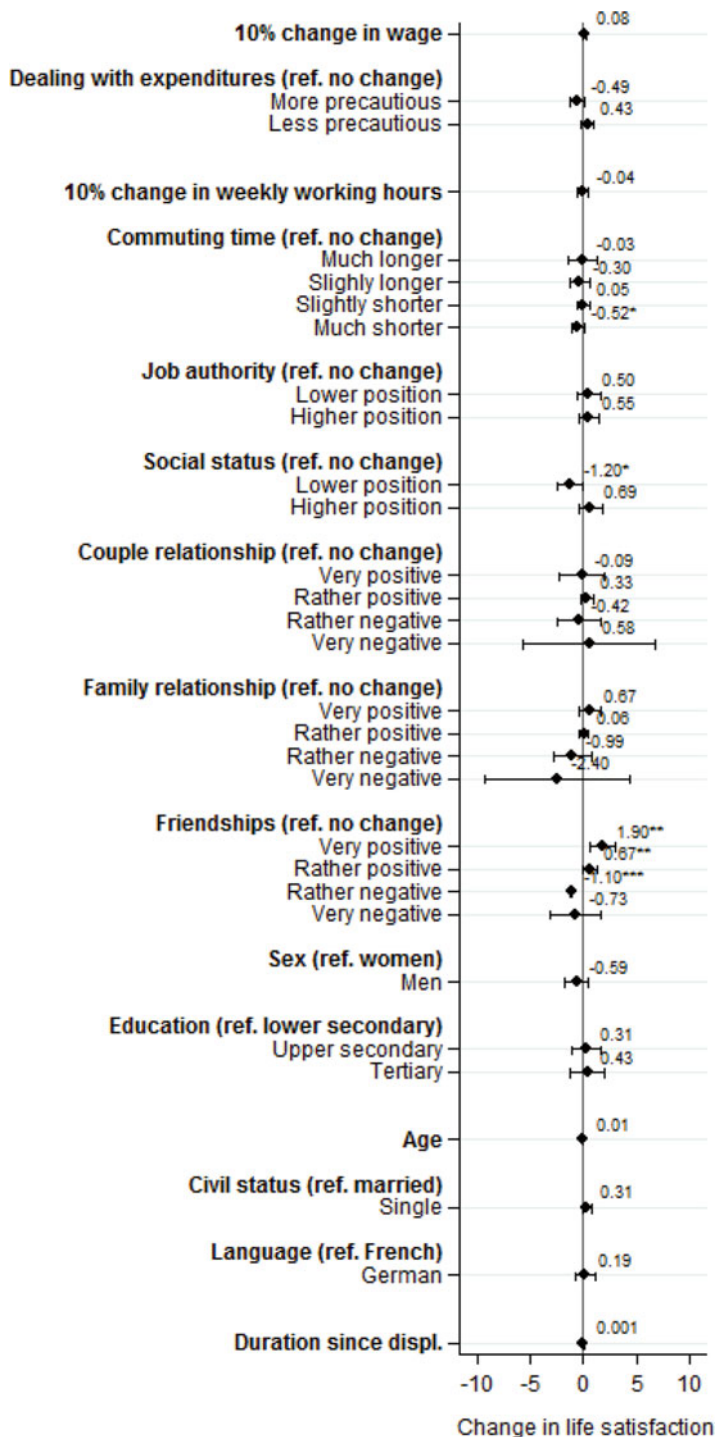 10% change in wage 0.08
Dealing with expenditures (ref. no change)
More precautious -0.49
Less precautious 0.43
10% change in weekly working hours -0.04
Commuting time (ref. no change)
Much longer -0.03
Slighly longer -0.30
Slightly shorter 0.05
Much shorter -0.52*
Job authority (ref. no change)
Lower position 0.50
Higher position 0.55
Social status (ref. no change)
Lower position -1.20*
Higher position 0.69
Couple relationship (ref. no change)
Very positive -0.09
Rather positive 0.33
Rather negative -0.42
Very negative 0.58
Family relationship (ref. no change)
Very positive 0.67
Rather positive 0.06
Rather negative -0.99
Very negative -2.40
Friendships (ref. no change)
Very positive 1.90**
Rather positive 0.67**
Rather negative -1.10***
Very negative -0.73
Sex (ref. women)
Men -0.59
Education (ref. lower secondary)
Upper secondary 0.31
Tertiary 0.43
Age 0.01
Civil status (ref. married)
Single 0.31
Language (ref. French)
German 0.19
Duration since displ. 0.001
-10 -5 0 5 10
Change in life satisfaction